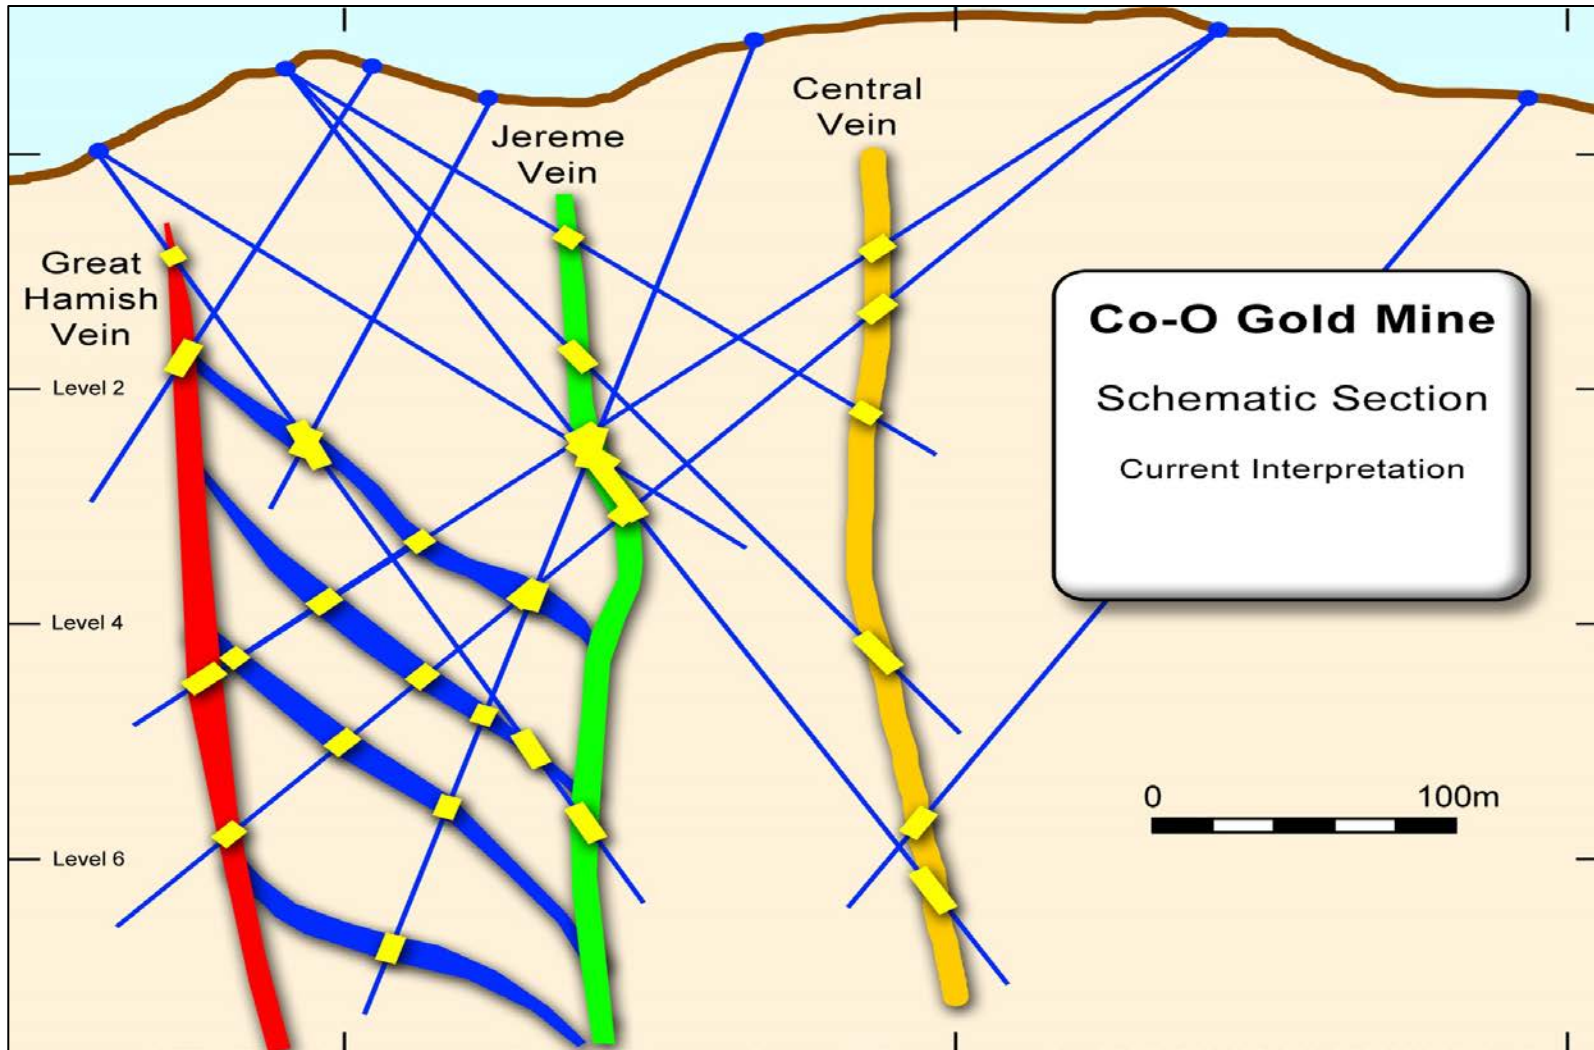 Central
Vein
Jereme
Vein
Great
Hamish
Vein
Co-O Gold Mine
Schematic Section
Current Interpretation
Level 2
Level 4
Level 6
0 100m